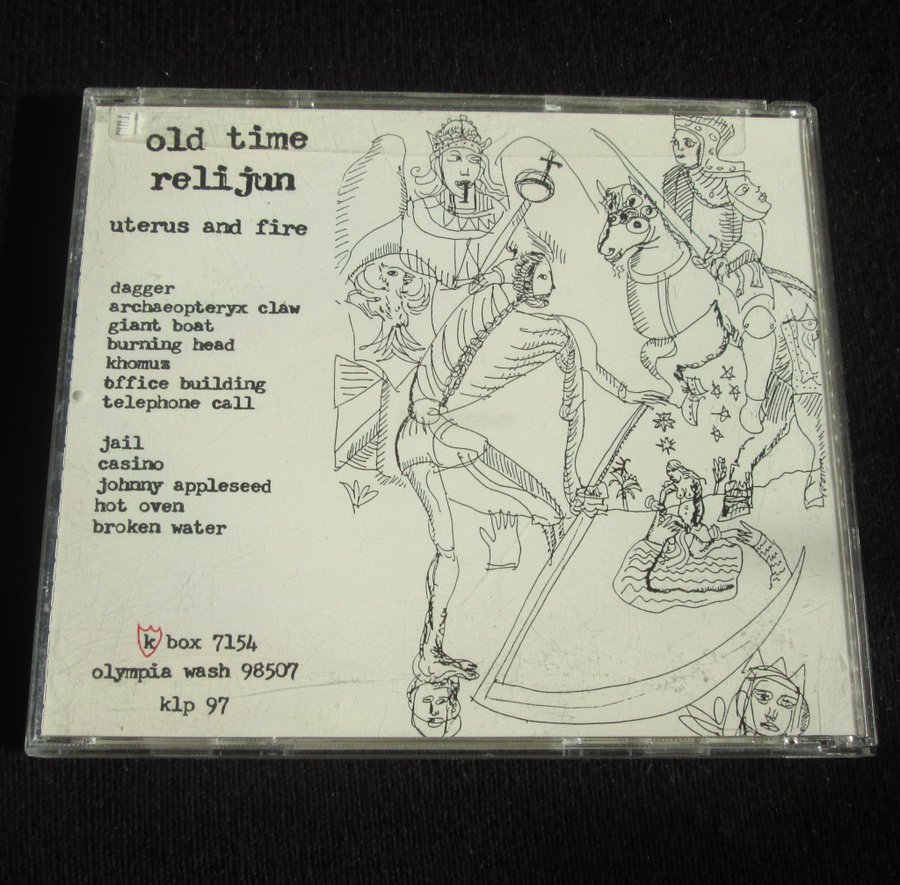 old time
relijun
uterus and fire
dagger
archaeopteryx claw
giant boat
burning head
khomus
office building
telephone call
jail
casino
johnny appleseed
hot oven
broken water
k box 7154
olympia wash 98507
klp 97